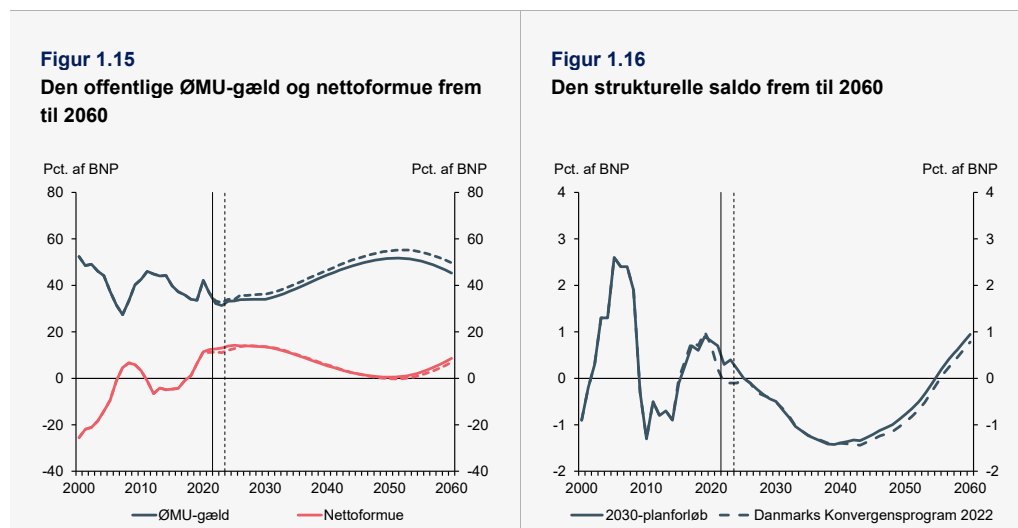 Figur 1.15
Den offentlige ØMU-gæld og nettoformue frem
til 2060
Pct. af BNP Pct. af BNP
80 80
60 60
40 40
20 20
0 0
-20 -20
-40 -40
2000 2010 2020 2030 2040 2050 2060
ØMU-gæld Nettoformue
Figur 1.16
Den strukturelle saldo frem til 2060
Pct. af BNP Pct. af BNP
4 4
3 3
2 2
1 1
0 0
-1 -1
-2 -2
2000 2010 2020 2030 2040 2050 2060
2030-planforløb Danmarks Konvergensprogram 2022